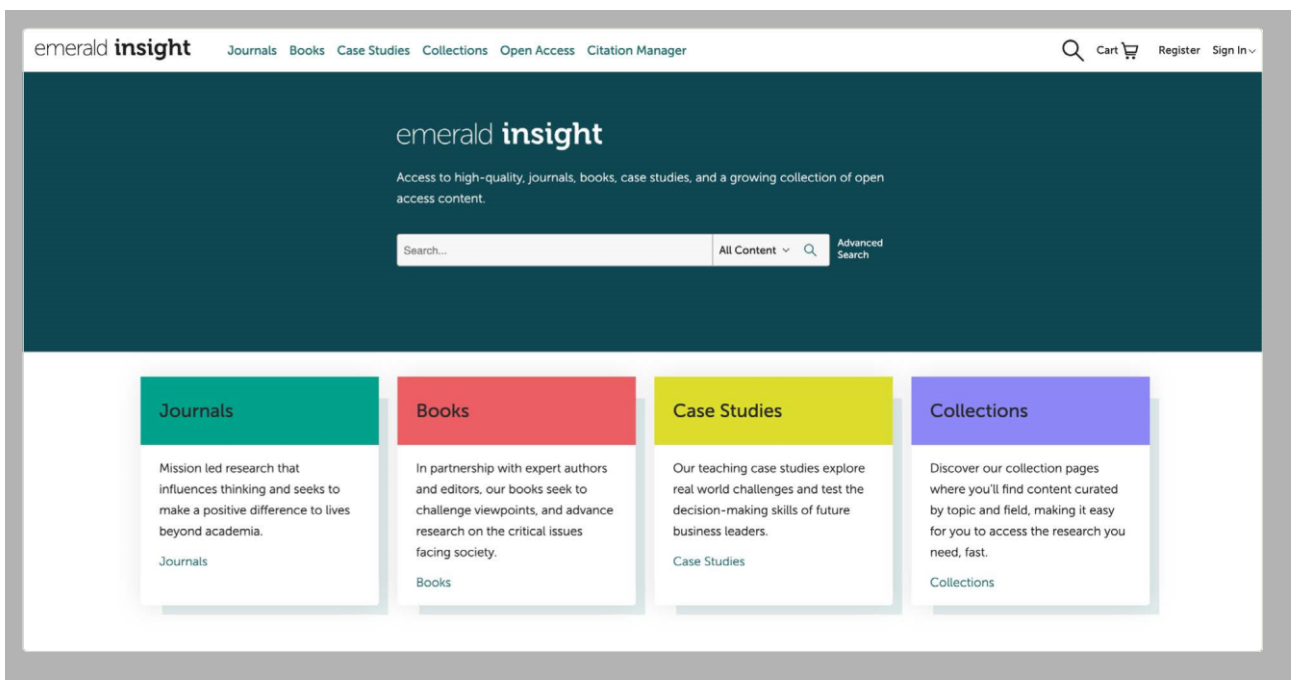 emerald insight Journals Books Case Studies Collections Open Access Citation Manager Cart Register Sign In
emerald insight
Access to high-quality, journals, books, case studies, and a growing collection of open
access content.
Search... All Content Advanced
Search
Journals
Mission led research that
influences thinking and seeks to
make a positive difference to lives
beyond academia.
Journals
Books
In partnership with expert authors
and editors, our books seek to
challenge viewpoints, and advance
research on the critical issues
facing society.
Books
Case Studies
Our teaching case studies explore
real world challenges and test the
decision-making skills of future
business leaders.
Case Studies
Collections
Discover our collection pages
where you'll find content curated
by topic and field, making it easy
for you to access the research you
need, fast.
Collections